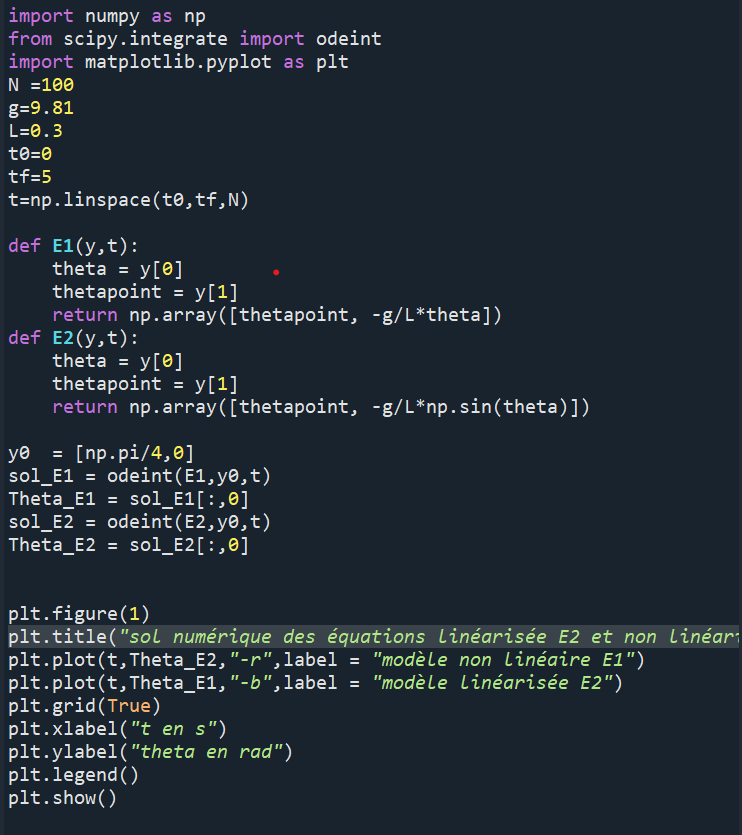 import numpy as np
from scipy.integrate import odeint
import matplotlib.pyplot as plt
N =100
g=9.81
L=0.3
t0=0
tf=5
t=np.linspace(t0,tf,N)
def E1(y,t):
    theta = y[0]
    thetapoint = y[1]
    return np.array([thetapoint, -g/L*theta])
def E2(y,t):
    theta = y[0]
    thetapoint = y[1]
    return np.array([thetapoint, -g/L*np.sin(theta)])
y0  = [np.pi/4,0]
sol_E1 = odeint(E1,y0,t)
Theta_E1 = sol_E1[:,0]
sol_E2 = odeint(E2,y0,t)
Theta_E2 = sol_E2[:,0]
plt.figure(1)
plt.title("sol numérique des équations linéarisée E2 et non
plt.plot(t,Theta_E2,"-r",label = "modèle non linéaire E1")
plt.plot(t,Theta_E1,"-b",label = "modèle linéarisée E2")
plt.grid(True)
plt.xlabel("t en s")
plt.ylabel("theta en rad")
plt.legend()
plt.show()